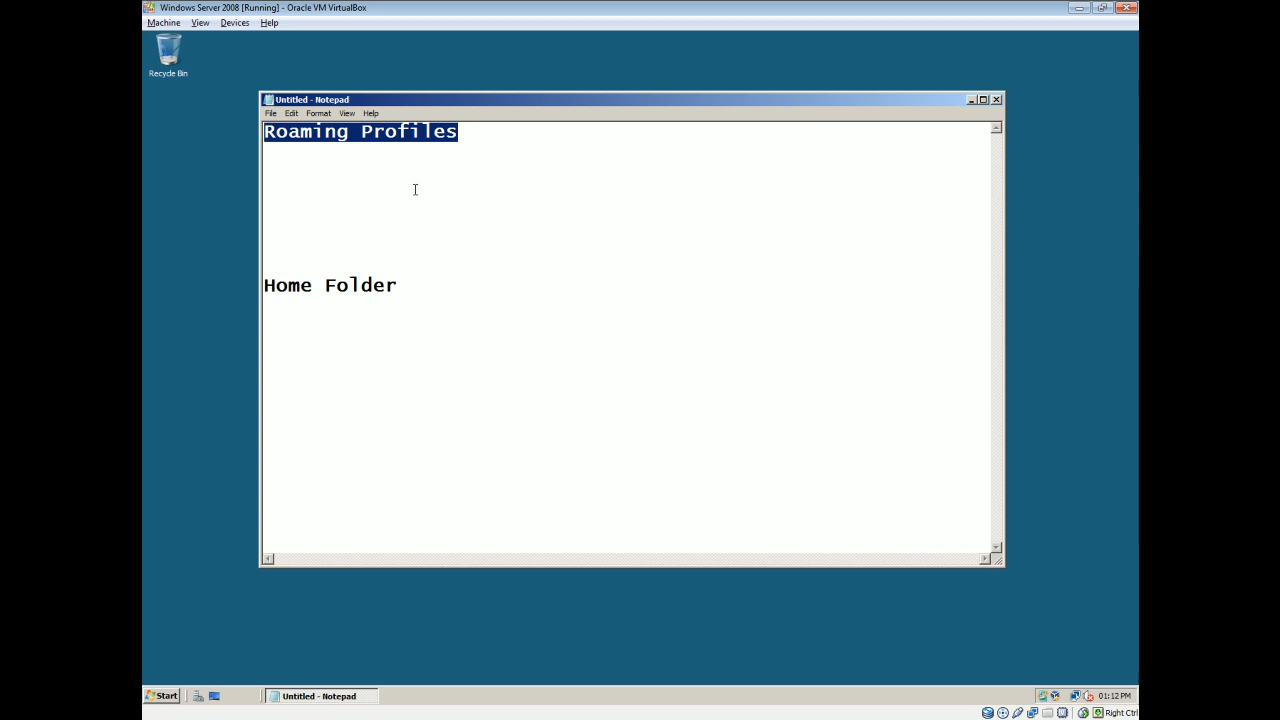 Windows Server 2008 [Running] - Oracle VM VirtualBox
Machine View Devices Help
Recycle Bin
Untitled - Notepad
File Edit Format View Help
Roaming Profiles
Home Folder
Start Untitled - Notepad 01:12 PM
Right Ctrl